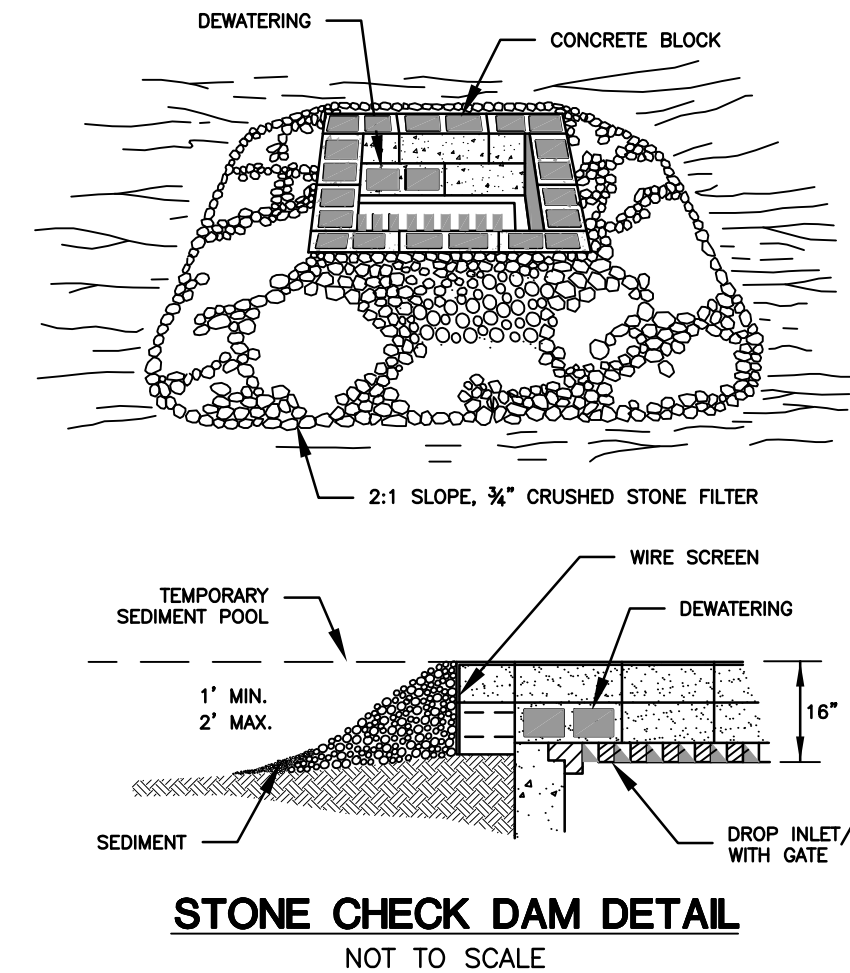 DEWATERING
CONCRETE BLOCK
2:1 SLOPE, ¾" CRUSHED STONE FILTER
WIRE SCREEN
TEMPORARY
SEDIMENT POOL
DEWATERING
1' MIN.
2' MAX.
16"
SEDIMENT
DROP INLET/
WITH GATE
STONE CHECK DAM DETAIL
NOT TO SCALE